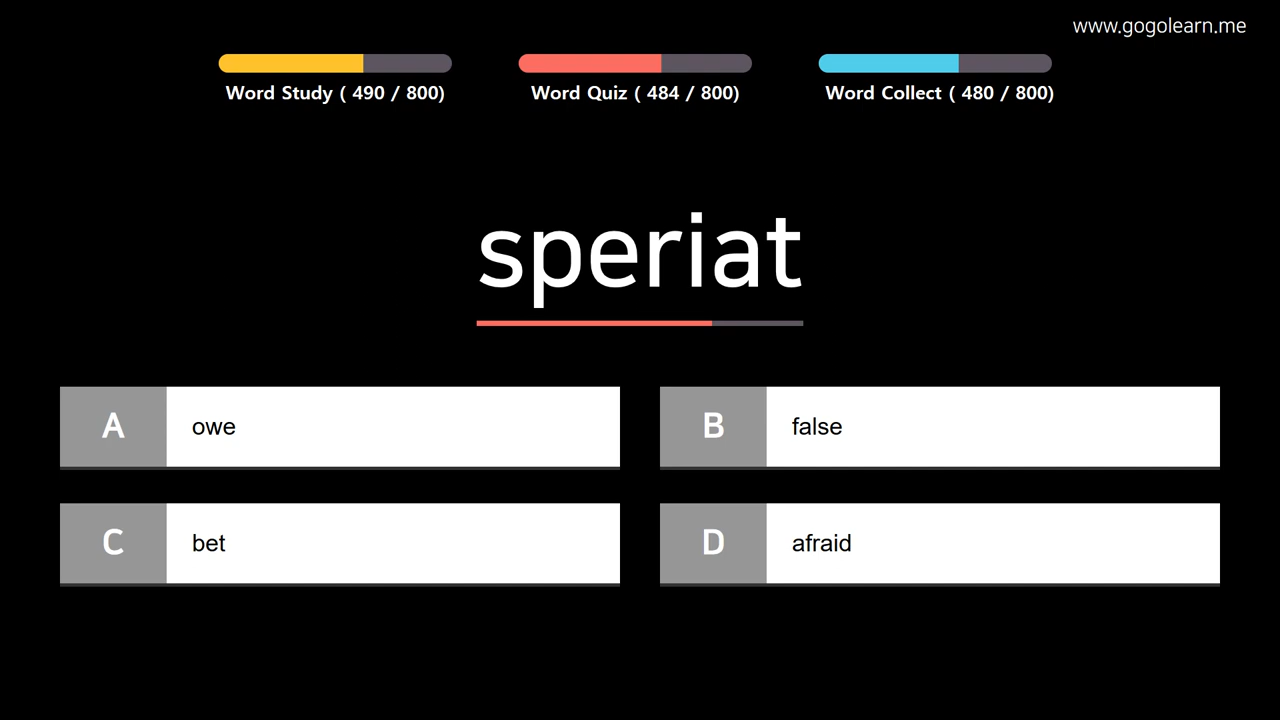 www.gogolearn.me
Word Study ( 490 / 800)
Word Quiz ( 484 / 800)
Word Collect ( 480 / 800)
speriat
A owe
B false
C bet
D afraid